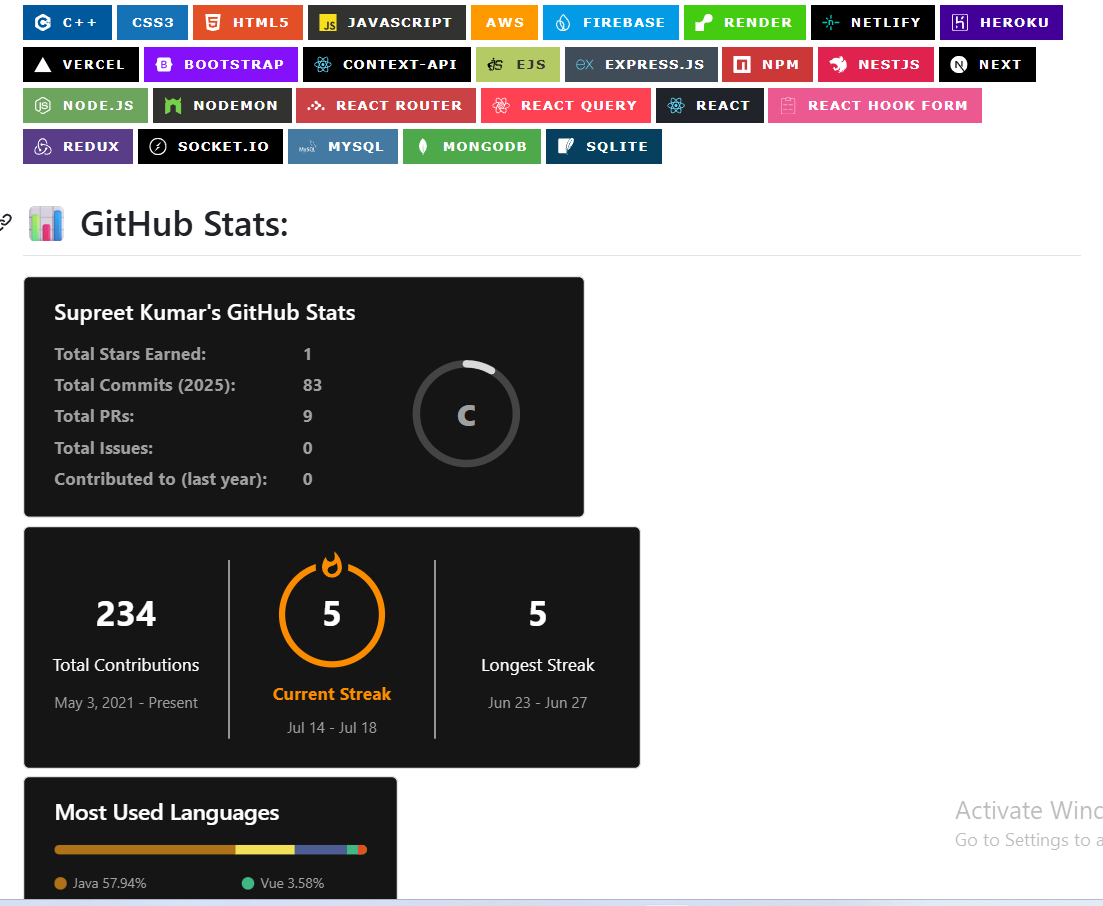 C++ CSS3 HTML5 JS JAVASCRIPT AWS FIREBASE RENDER NETLIFY HEROKU
VERCEL B BOOTSTRAP CONTEXT-API EJS EX EXPRESS.JS NPM NESTJS N NEXT
NODE.JS NODEMON REACT ROUTER REACT QUERY REACT REACT HOOK FORM
REDUX SOCKET.IO MySQL MYSQL MONGODB SQLITE
GitHub Stats:
Supreet Kumar's GitHub Stats
Total Stars Earned: 1
Total Commits (2025): 83
Total PRs: 9
Total Issues: 0
Contributed to (last year): 0
C
234 5 5
Total Contributions Longest Streak
Current Streak
May 3, 2021 - Present Jun 23 - Jun 27
Jul 14 - Jul 18
Most Used Languages
Java 57.94% Vue 3.58%
Activate Winc
Go to Settings to a